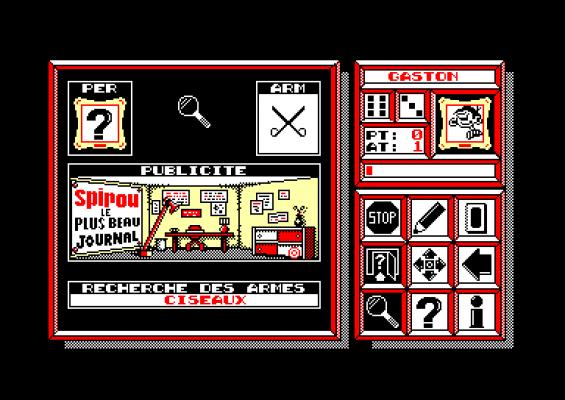 PER
?
ARM
PUBLICITE
Spirou
LE
PLUS BEAU
JOURNAL
RECHERCHE DES ARMES
CISEAUX
GASTON
PT: 0
AT: 1
STOP
?
?
i